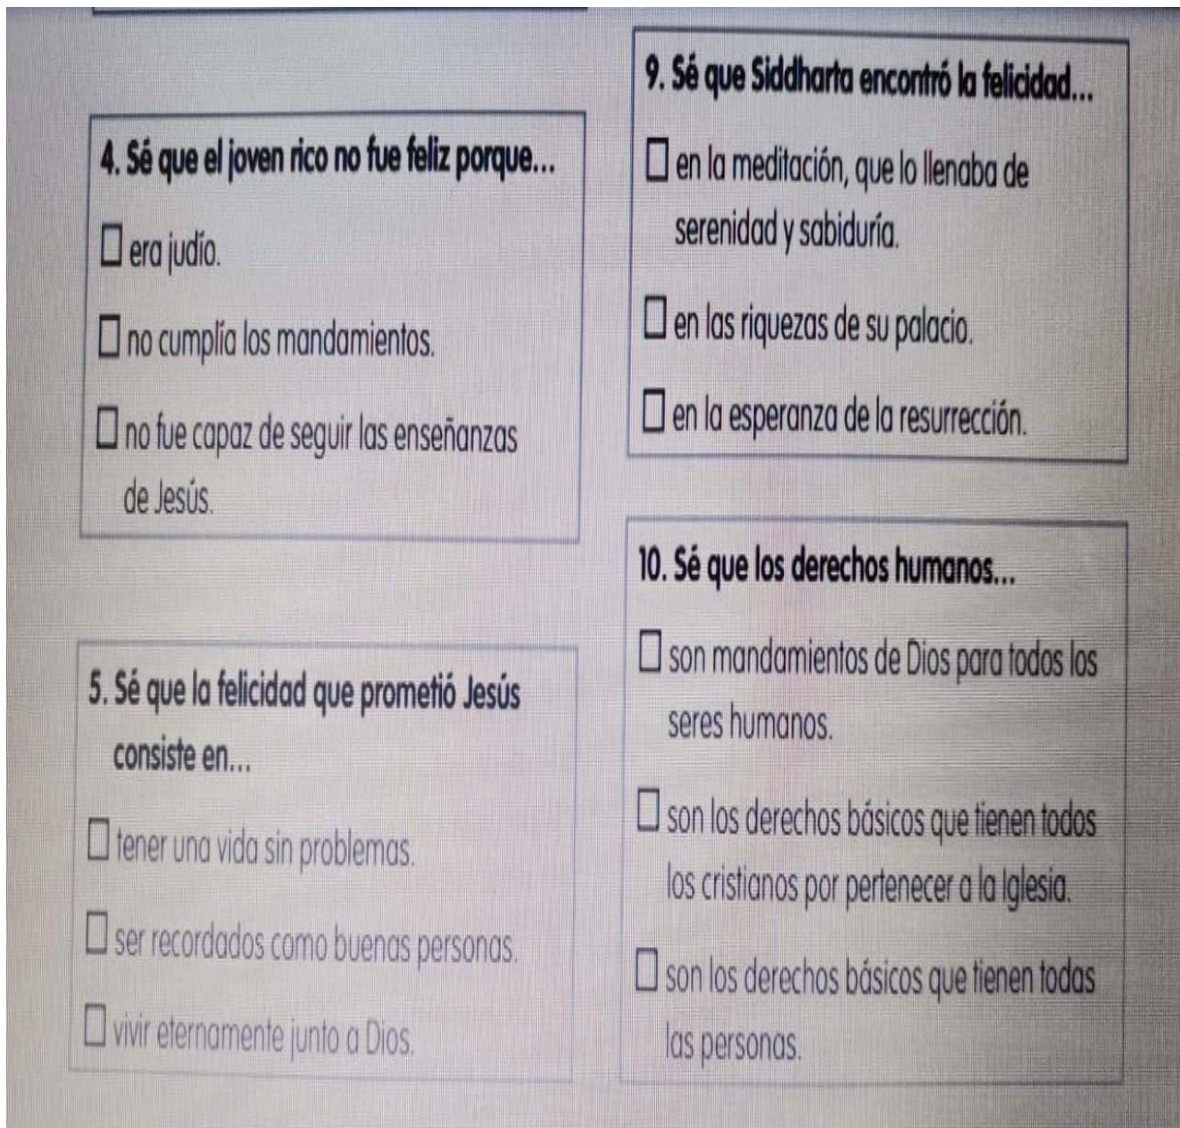 4. Sé que el joven rico no fue feliz porque...
era judío.
no cumplía los mandamientos.
no fue capaz de seguir las enseñanzas
de Jesús.
5. Sé que la felicidad que prometió Jesús
consiste en...
tener una vida sin problemas.
ser recordados como buenas personas.
vivir eternamente junto a Dios.
9. Sé que Siddharta encontró la felicidad...
en la meditación, que lo llenaba de
serenidad y sabiduría.
en las riquezas de su palacio.
en la esperanza de la resurrección.
10. Sé que los derechos humanos...
son mandamientos de Dios para todos los
seres humanos.
son los derechos básicos que tienen todos
los cristianos por pertenecer a la Iglesia.
son los derechos básicos que tienen todas
las personas.